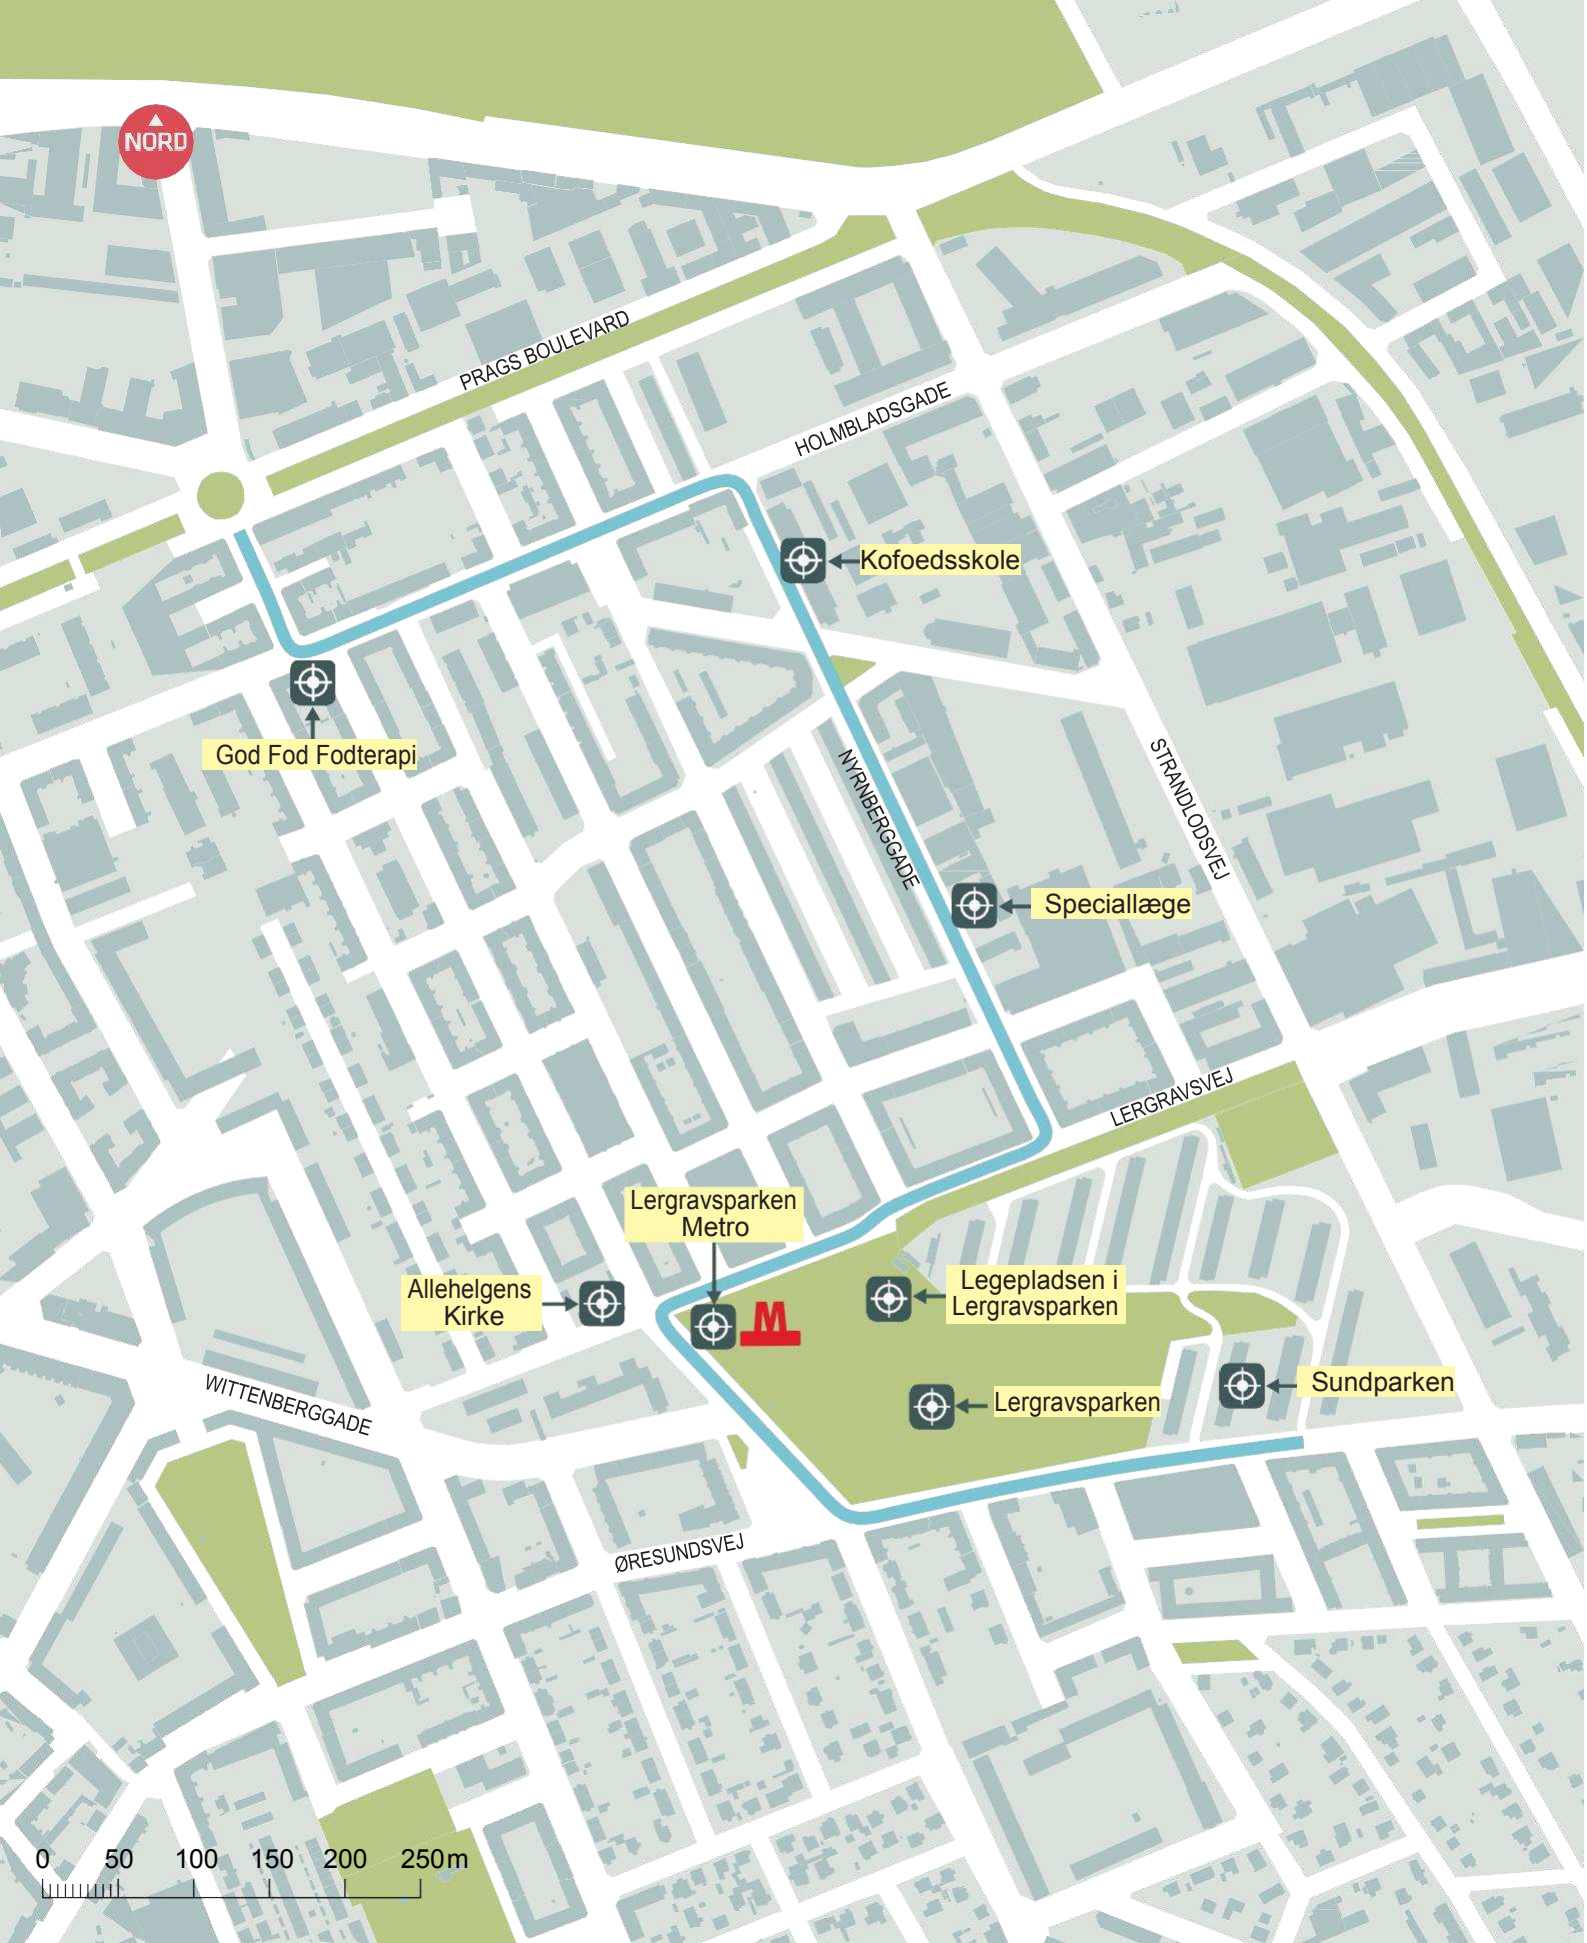 NORD
PRAGS BOULEVARD
HOLMBLADSGADE
Kofoedsskole
God Fod Fodterapi
NYRNBERGGADE
STRANDLODSVEJ
Speciallæge
LERGRAVSVEJ
Lergravsparken
Metro
Allehelgens
Kirke
M
Legepladsen i
Lergravsparken
Lergravsparken
Sundparken
WITTENBERGGADE
ØRESUNDSVEJ
0 50 100 150 200 250 m